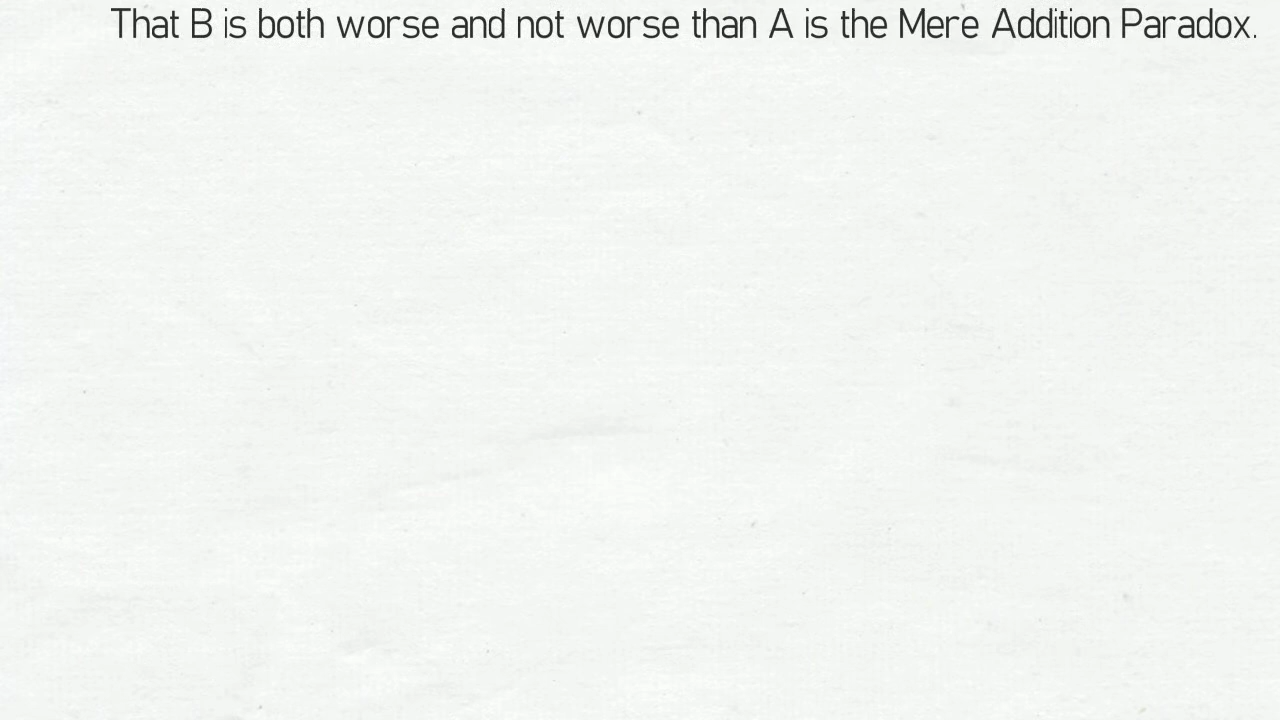 That B is both worse and not worse than A is the Mere Addition Paradox.